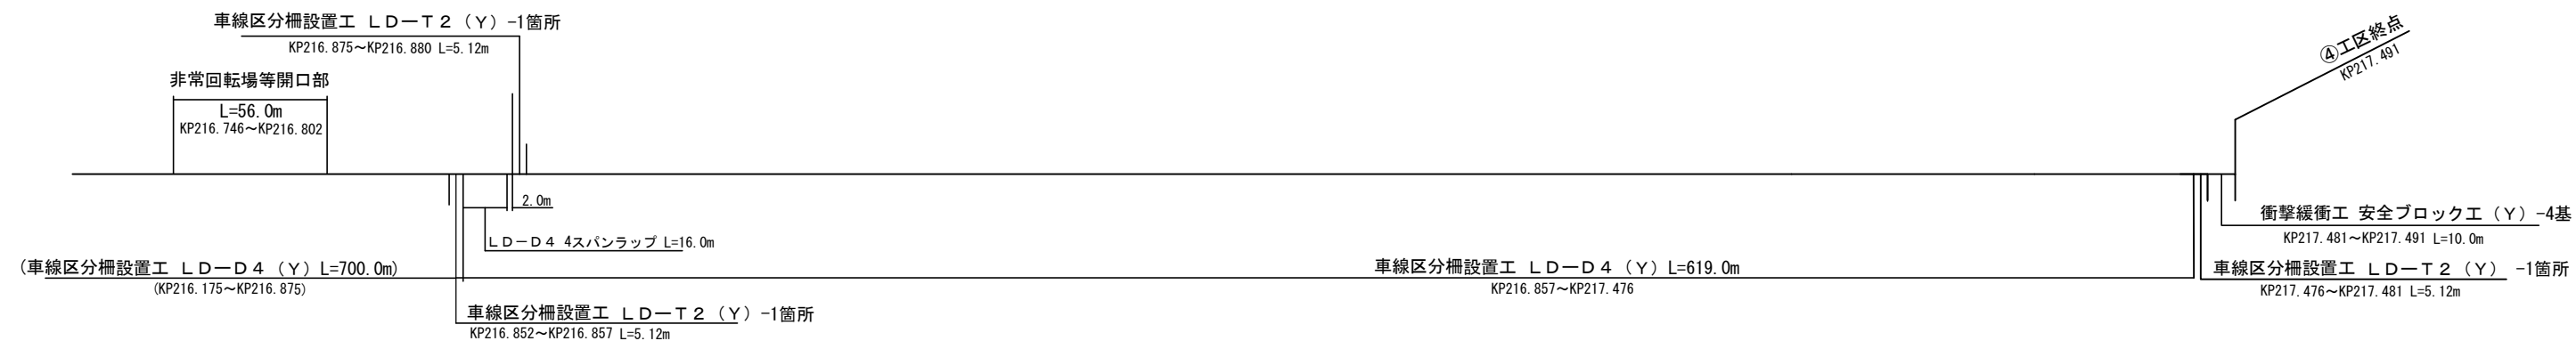 車線区分柵設置工 ＬＤ－Ｔ２（Ｙ）-1箇所
KP216.875～KP216.880 L=5.12m
非常回転場等開口部
L=56.0m
KP216.746～KP216.802
④工区終点
KP217.491
2.0m
ＬＤ－Ｄ４ 4スパンラップ L=16.0m
衝撃緩衝工 安全ブロック工（Ｙ）-4基
KP217.481～KP217.491 L=10.0m
（車線区分柵設置工 ＬＤ－Ｄ４（Ｙ）L=700.0m）
(KP216.175～KP216.875)
車線区分柵設置工 ＬＤ－Ｄ４（Ｙ）L=619.0m
KP216.857～KP217.476
車線区分柵設置工 ＬＤ－Ｔ２（Ｙ） -1箇所
KP217.476～KP217.481 L=5.12m
車線区分柵設置工 ＬＤ－Ｔ２（Ｙ）-1箇所
KP216.852～KP216.857 L=5.12m